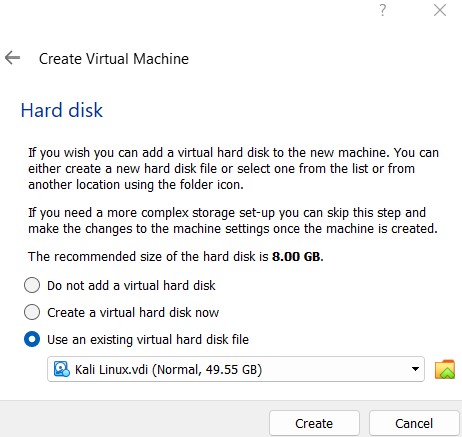 ?
Create Virtual Machine
Hard disk
If you wish you can add a virtual hard disk to the new machine. You can
either create a new hard disk file or select one from the list or from
another location using the folder icon.
If you need a more complex storage set-up you can skip this step and
make the changes to the machine settings once the machine is created.
The recommended size of the hard disk is 8.00 GB.
Do not add a virtual hard disk
Create a virtual hard disk now
Use an existing virtual hard disk file
Kali Linux.vdi (Normal, 49.55 GB)
Create Cancel